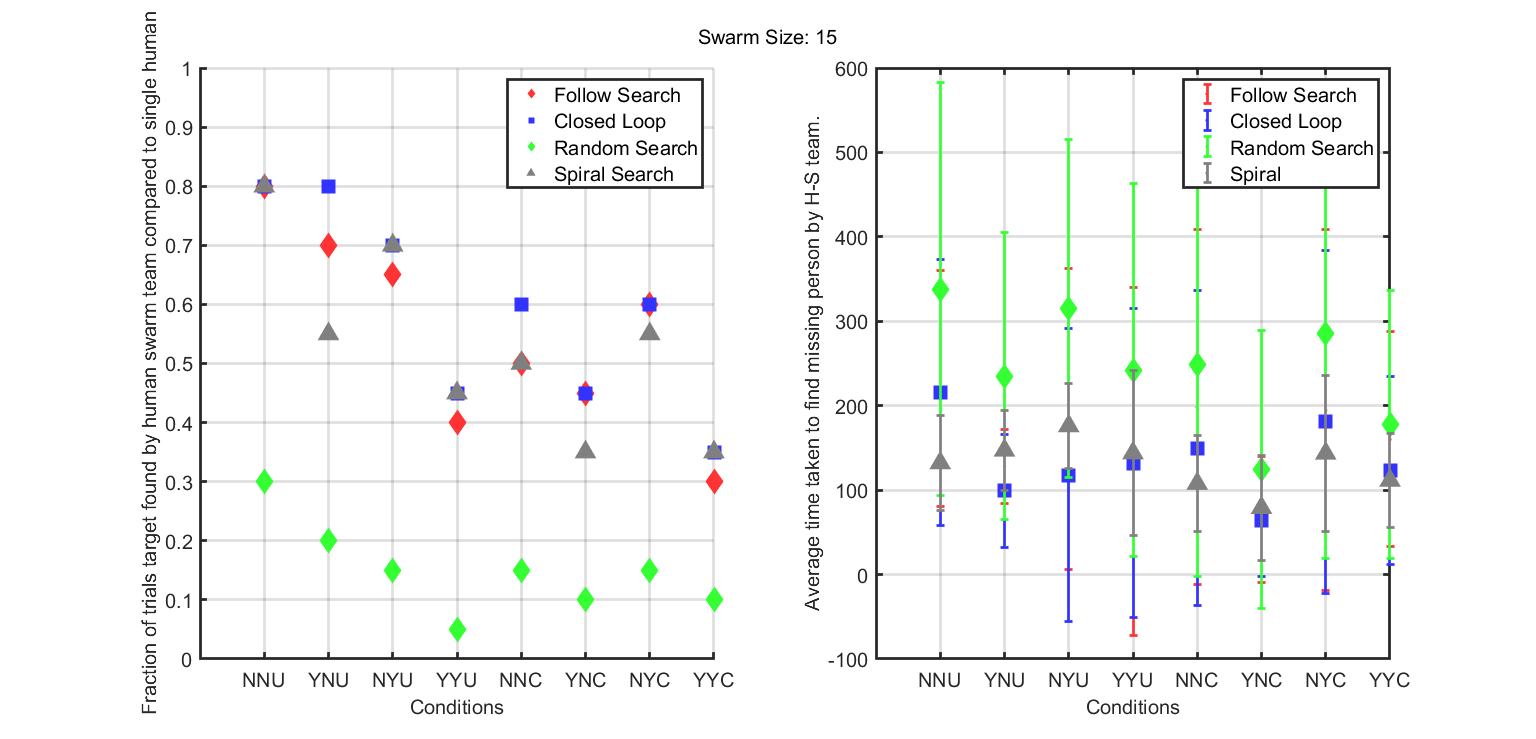 Swarm Size: 15
Fraction of trials target found by human swarm team compared to single human
1
0.9
0.8
0.7
0.6
0.5
0.4
0.3
0.2
0.1
0
Follow Search
Closed Loop
Random Search
Spiral Search
NNU YNU NYU YYU NNC YNC NYC YYC
Conditions
Average time taken to find missing person by H-S team.
600
500
400
300
200
100
0
-100
Follow Search
Closed Loop
Random Search
Spiral
NNU YNU NYU YYU NNC YNC NYC YYC
Conditions